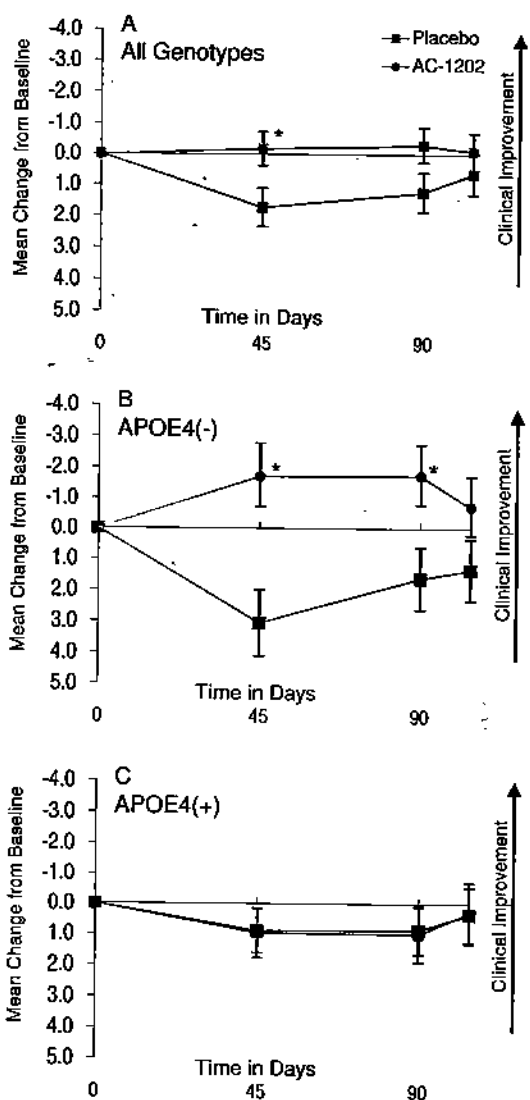 A
All Genotypes
Placebo
AC-1202
Mean Change from Baseline
-4.0
-3.0
-2.0
-1.0
0.0
1.0
2.0
3.0
4.0
5.0
*
Time in Days
0
45
90
Clinical Improvement
B
APOE4(-)
Mean Change from Baseline
-4.0
-3.0
-2.0
-1.0
0.0
1.0
2.0
3.0
4.0
5.0
*
*
Time in Days
0
45
90
Clinical Improvement
C
APOE4(+)
Mean Change from Baseline
-4.0
-3.0
-2.0
-1.0
0.0
1.0
2.0
3.0
4.0
5.0
Time in Days
0
45
90
Clinical Improvement